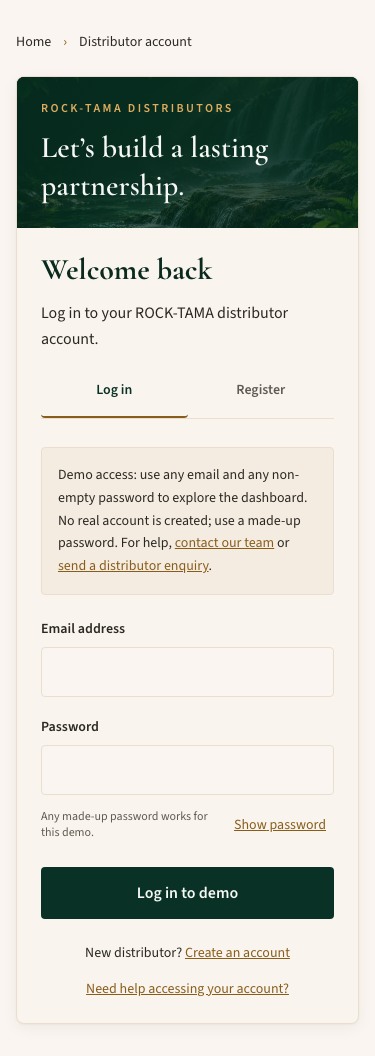 Home › Distributor account
ROCK-TAMA DISTRIBUTORS
Let’s build a lasting
partnership.
Welcome back
Log in to your ROCK-TAMA distributor
account.
Log in Register
Demo access: use any email and any non-
empty password to explore the dashboard.
No real account is created; use a made-up
password. For help, contact our team or
send a distributor enquiry.
Email address
Password
Any made-up password works for
this demo.
Show password
Log in to demo
New distributor? Create an account
Need help accessing your account?